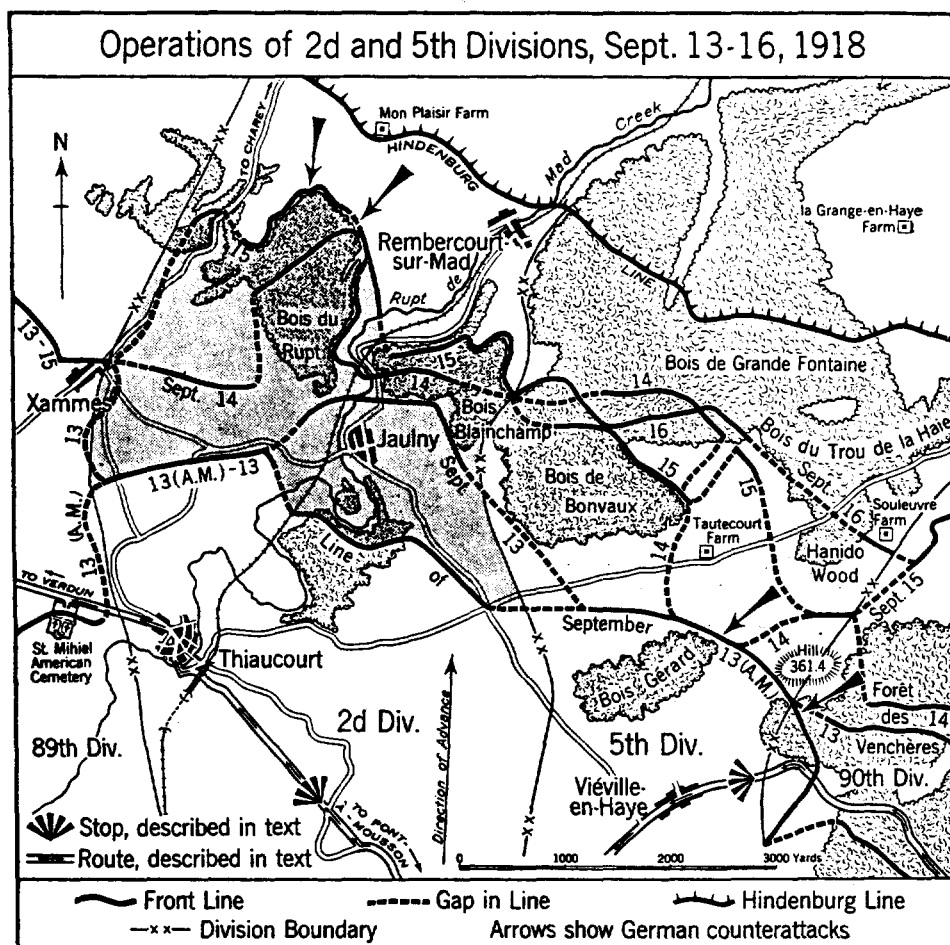 Operations of 2d and 5th Divisions, Sept. 13-16, 1918
N
TO CHAREY
Mon Plaisir Farm
HINDENBURG
LINE
Mad
Creek
la Grange-en-Haye
Farm
Rembercourt-
sur-Mad
Rupt
de
Bois du
Rupt
13-15
Xammes
Sept. 14
15
14
Bois
Blainchamp
Jaulny
14
16
Bois de Grande Fontaine
Bois du Trou de la Haie
13
13 (A.M.)-13
Sept.
13
Bois de
Bonvaux
15
15
Sept.
16
Souleuvre
Farm
Tautecourt
Farm
14
Hanido
Wood
(A.M.)
13
Line
of
September
13 (A.M.)
14
Sept. 15
Hill
361.4
TO VERDUN
St. Mihiel
American
Cemetery
Thiaucourt
Bois Gérard
13
Forêt
des
Venchères
14
89th Div.
2d Div.
5th Div.
90th Div.
Viéville-
en-Haye
Direction of Advance
TO PONT-
À-MOUSSON
Stop, described in text
Route, described in text
0 1000 2000 3000 Yards
Front Line
Gap in Line
Hindenburg Line
Division Boundary
Arrows show German counterattacks